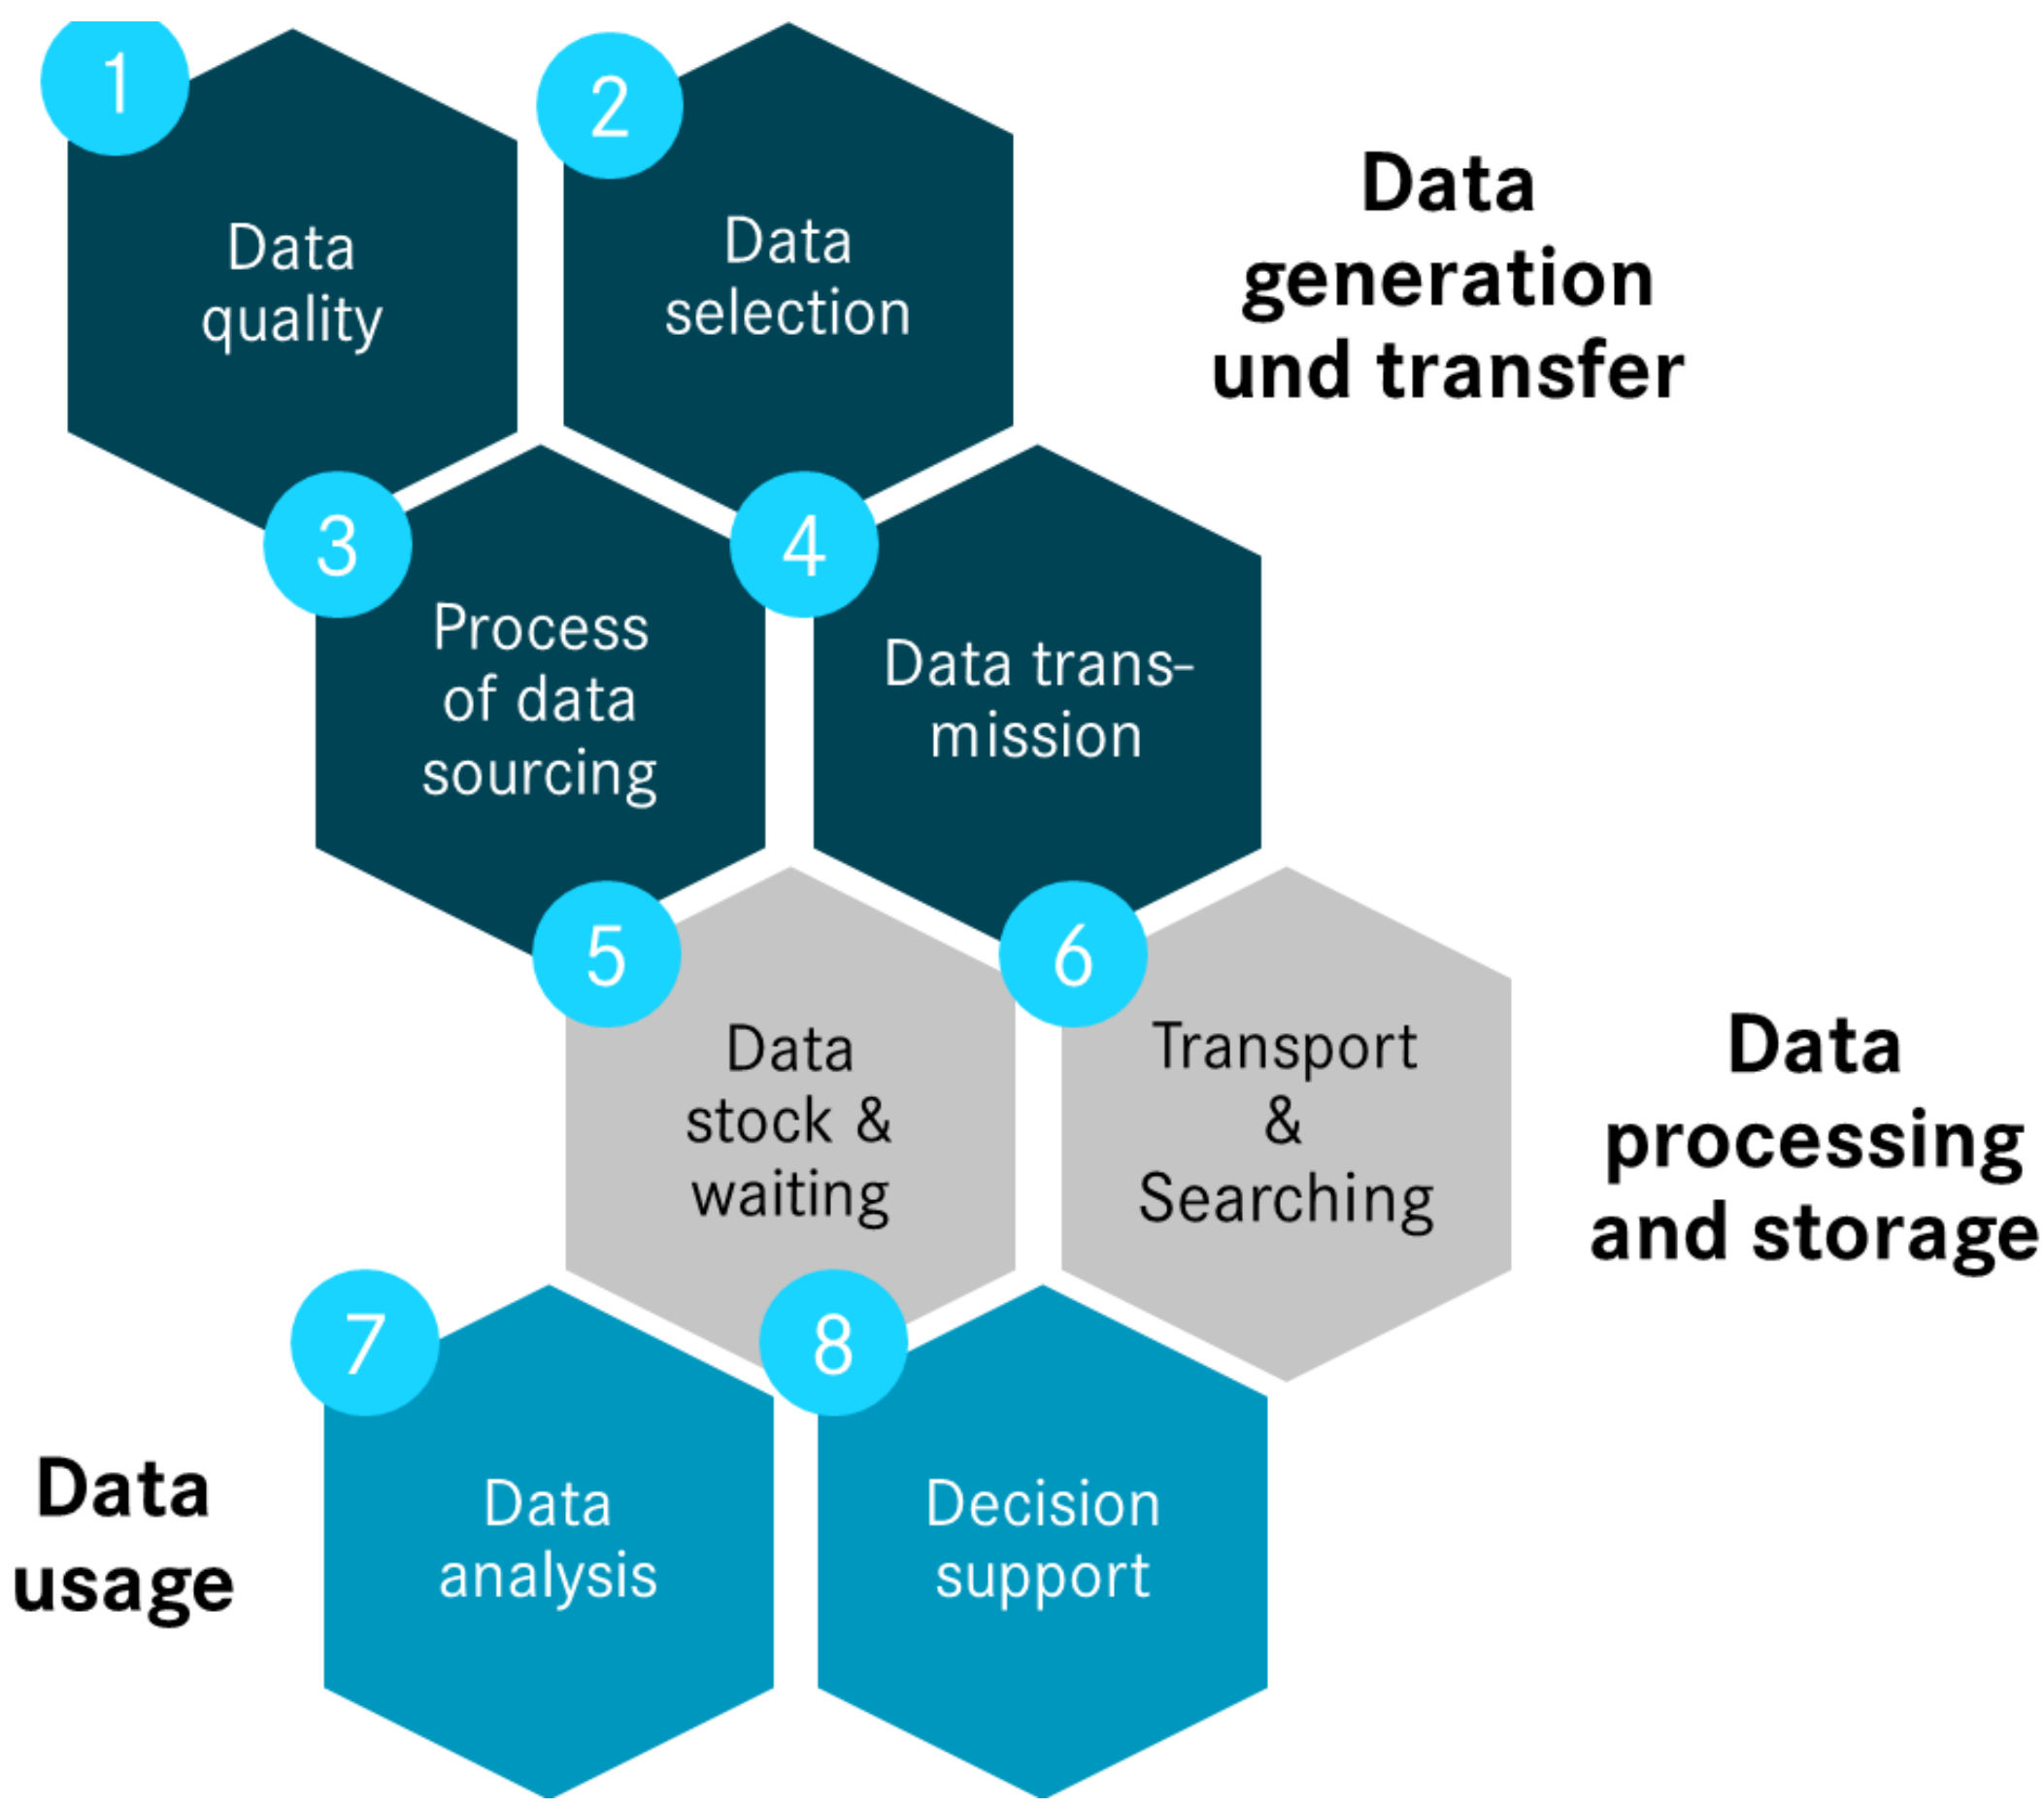 1
Data
quality
2
Data
selection
Data
generation
und transfer
3
Process
of data
sourcing
4
Data trans-
mission
5
Data
stock &
waiting
6
Transport
&
Searching
Data
processing
and storage
Data
usage
7
Data
analysis
8
Decision
support